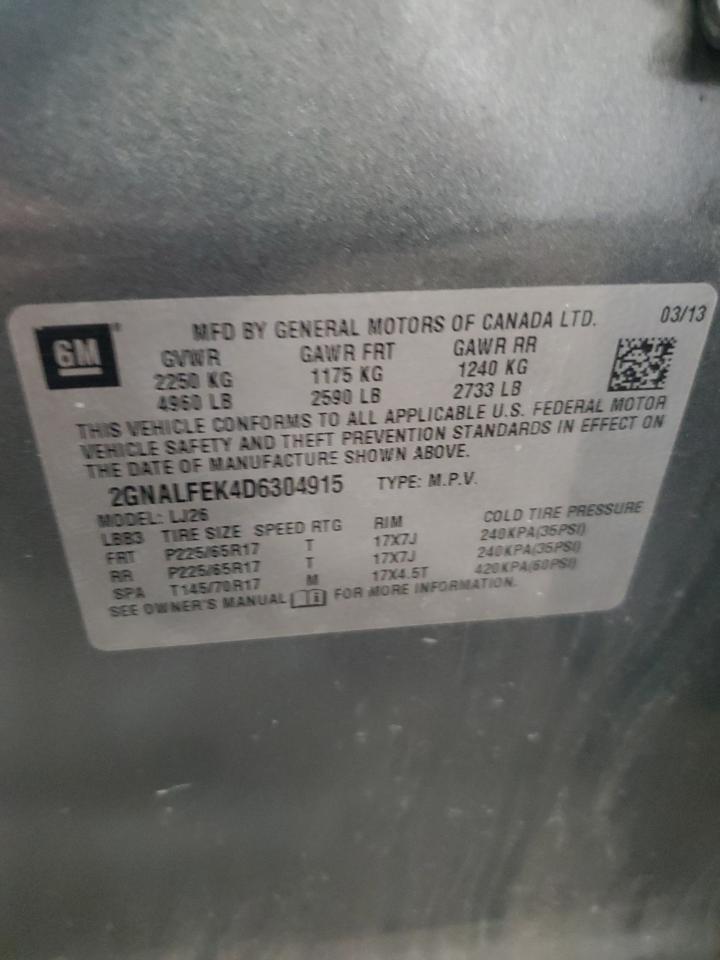 GM MFD BY GENERAL MOTORS OF CANADA LTD. 03/13
GVWR GAWR FRT GAWR RR
2250 KG 1175 KG 1240 KG
4960 LB 2590 LB 2733 LB
THIS VEHICLE CONFORMS TO ALL APPLICABLE U.S. FEDERAL MOTOR
VEHICLE SAFETY AND THEFT PREVENTION STANDARDS IN EFFECT ON
THE DATE OF MANUFACTURE SHOWN ABOVE.
2GNALFEK4D6304915 TYPE: M.P.V.
MODEL: LJ26
LBB3 TIRE SIZE SPEED RTG RIM COLD TIRE PRESSURE
FRT P225/65R17 T 17X7J 240KPA(35PSI)
RR P225/65R17 T 17X7J 240KPA(35PSI)
SPA T145/70R17 M 17X4.5T 420KPA(60PSI)
SEE OWNER'S MANUAL FOR MORE INFORMATION.